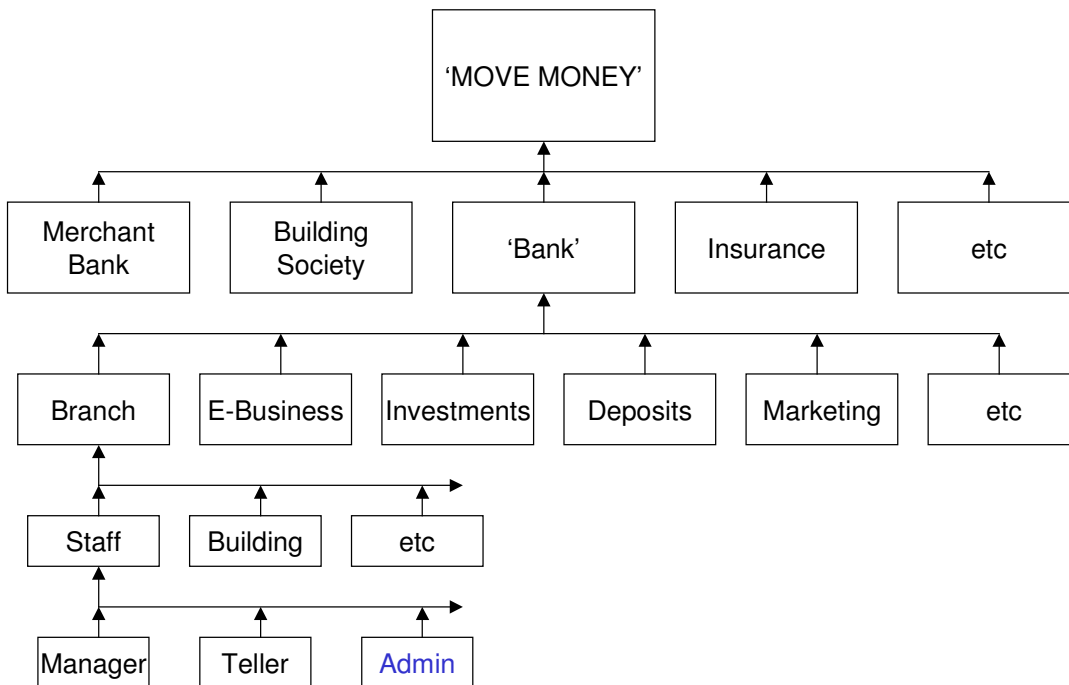 ‘MOVE MONEY’
Merchant
Bank
Building
Society
‘Bank’
Insurance
etc
Branch
E-Business
Investments
Deposits
Marketing
etc
Staff
Building
etc
Manager
Teller
Admin